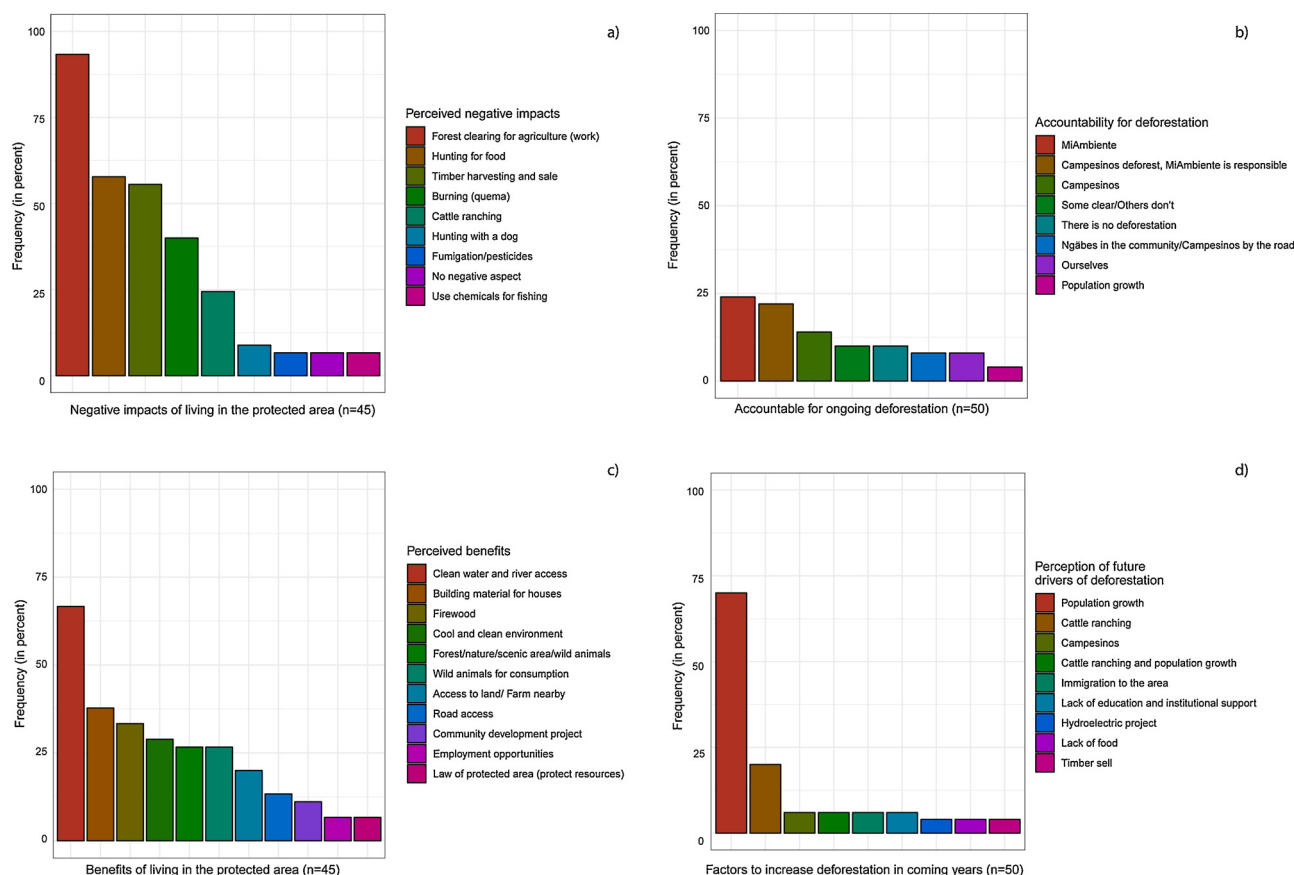 a)
100
75
50
25
0
Frequency (in percent)
Negative impacts of living in the protected area (n=45)
Perceived negative impacts
Forest clearing for agriculture (work)
Hunting for food
Timber harvesting and sale
Burning (quema)
Cattle ranching
Hunting with a dog
Fumigation/pesticides
No negative aspect
Use chemicals for fishing
b)
100
75
50
25
0
Frequency (in percent)
Accountable for ongoing deforestation (n=50)
Accountability for deforestation
MiAmbiente
Campesinos deforest, MiAmbiente is responsible
Campesinos
Some clear/Others don't
There is no deforestation
Ngäbes in the community/Campesinos by the road
Ourselves
Population growth
c)
100
75
50
25
0
Frequency (in percent)
Benefits of living in the protected area (n=45)
Perceived benefits
Clean water and river access
Building material for houses
Firewood
Cool and clean environment
Forest/nature/scenic area/wild animals
Wild animals for consumption
Access to land/ Farm nearby
Road access
Community development project
Employment opportunities
Law of protected area (protect resources)
d)
100
75
50
25
0
Frequency (in percent)
Factors to increase deforestation in coming years (n=50)
Perception of future
drivers of deforestation
Population growth
Cattle ranching
Campesinos
Cattle ranching and population growth
Immigration to the area
Lack of education and institutional support
Hydroelectric project
Lack of food
Timber sell